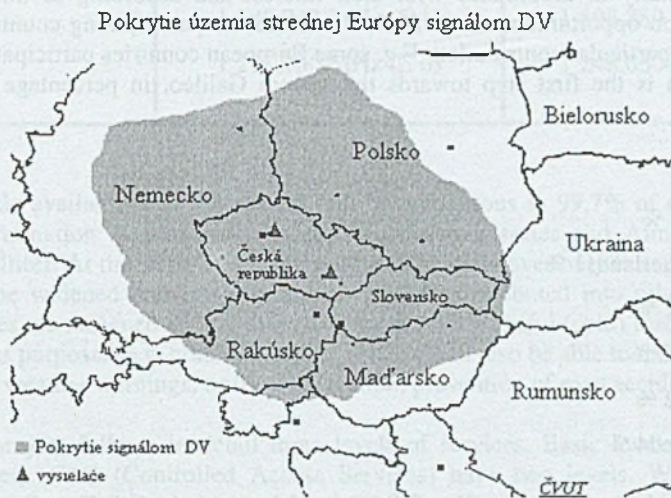 Pokrytie územia strednej Európy signálom DV
Bielorusko
Polsko
Nemecko
Ukraina
Česká
republika
Slovensko
Rakúsko
Maďarsko
Rumunsko
Pokrytie signálom DV
vysielače
ČVUT